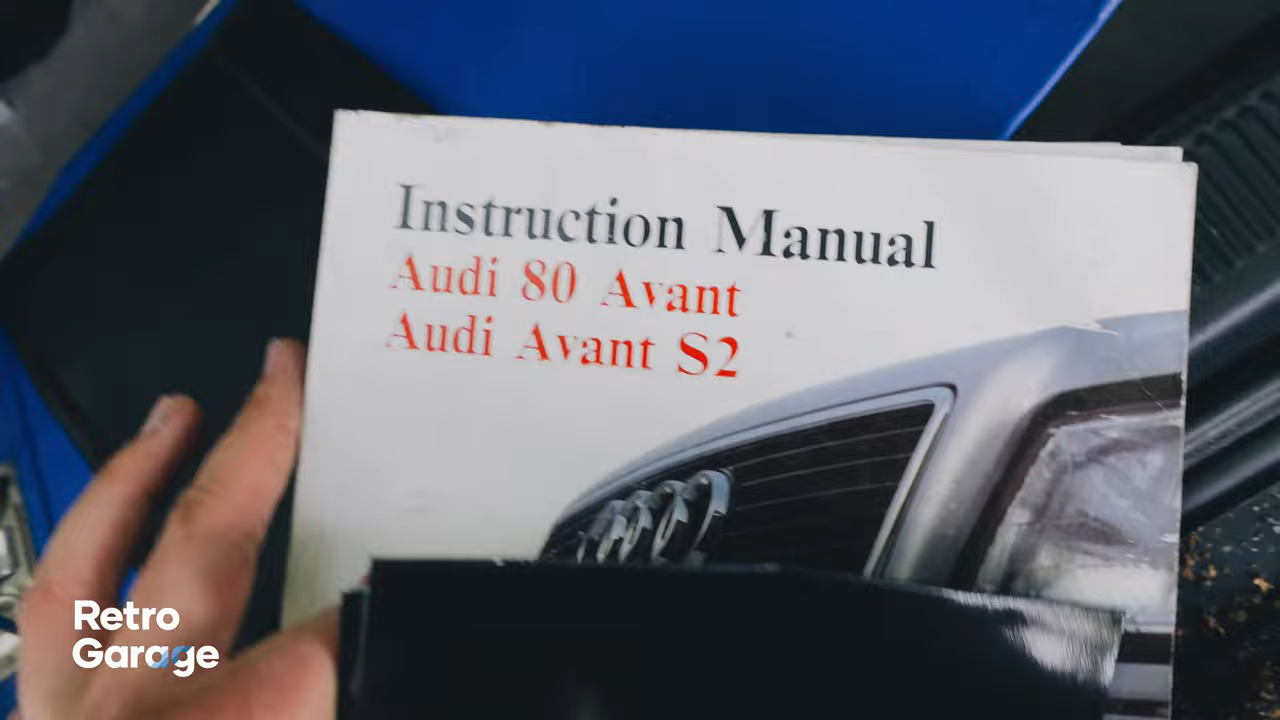 Instruction Manual
Audi 80 Avant
Audi Avant S2
Retro
Garage